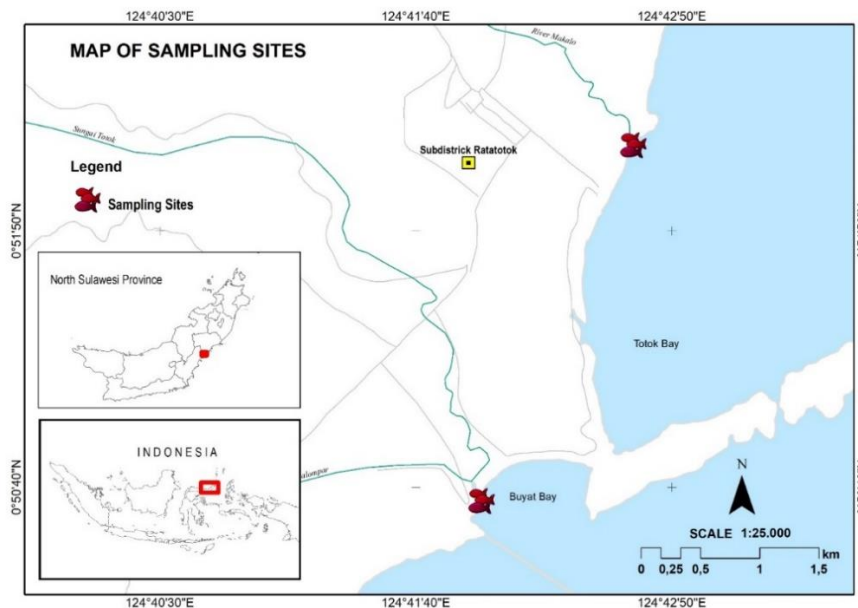 124°40'30"E 124°41'40"E 124°42'50"E
MAP OF SAMPLING SITES
River Makalo
Sungai Totok
Subdistrick Ratatotok
Legend
Sampling Sites
0°51'50"N
North Sulawesi Province
Totok Bay
INDONESIA
0°50'40"N
Buyat Bay
N
SCALE 1:25.000
km
0 0,25 0,5 1 1,5
124°40'30"E 124°41'40"E 124°42'50"E